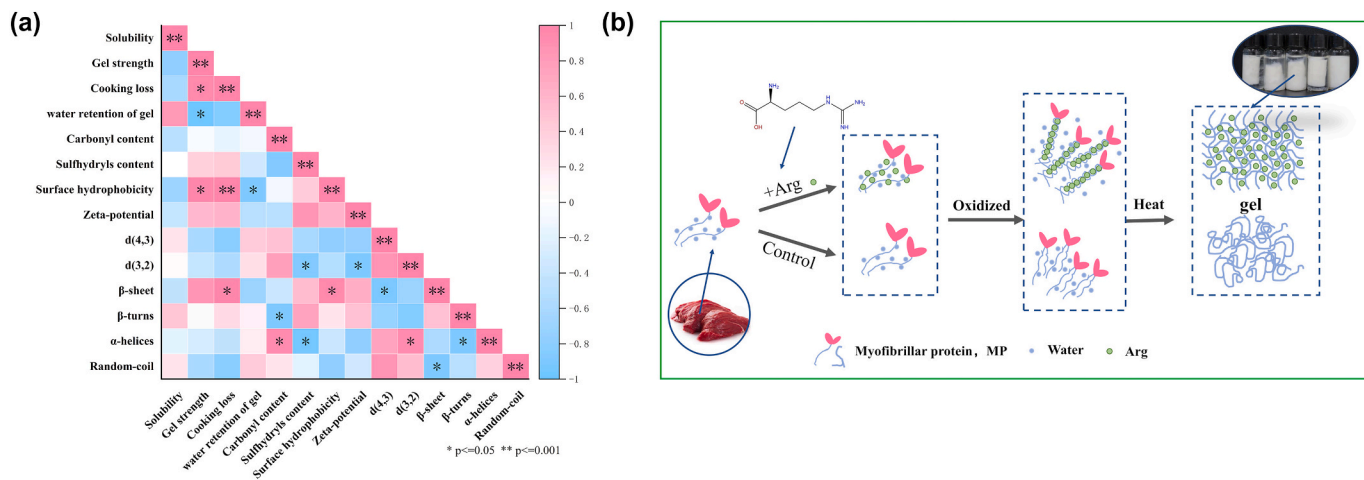 (a)
Solubility
Gel strength
Cooking loss
water retention of gel
Carbonyl content
Sulfhydryls content
Surface hydrophobicity
Zeta-potential
d(4,3)
d(3,2)
β-sheet
β-turns
α-helices
Random-coil
**
**
* **
* **
**
**
* ** * **
**
**
* * **
* * * **
* **
* * * * **
* **
Solubility
Gel strength
Cooking loss
water retention of gel
Carbonyl content
Sulfhydryls content
Surface hydrophobicity
Zeta-potential
d(4,3)
d(3,2)
β-sheet
β-turns
α-helices
Random-coil
* p<=0.05 ** p<=0.001
1
0.8
0.6
0.4
0.2
0
-0.2
-0.4
-0.6
-0.8
-1
(b)
NH2
O
OH
N
NH2
NH
+Arg
Control
Oxidized
Heat
gel
Myofibrillar protein, MP
Water
Arg